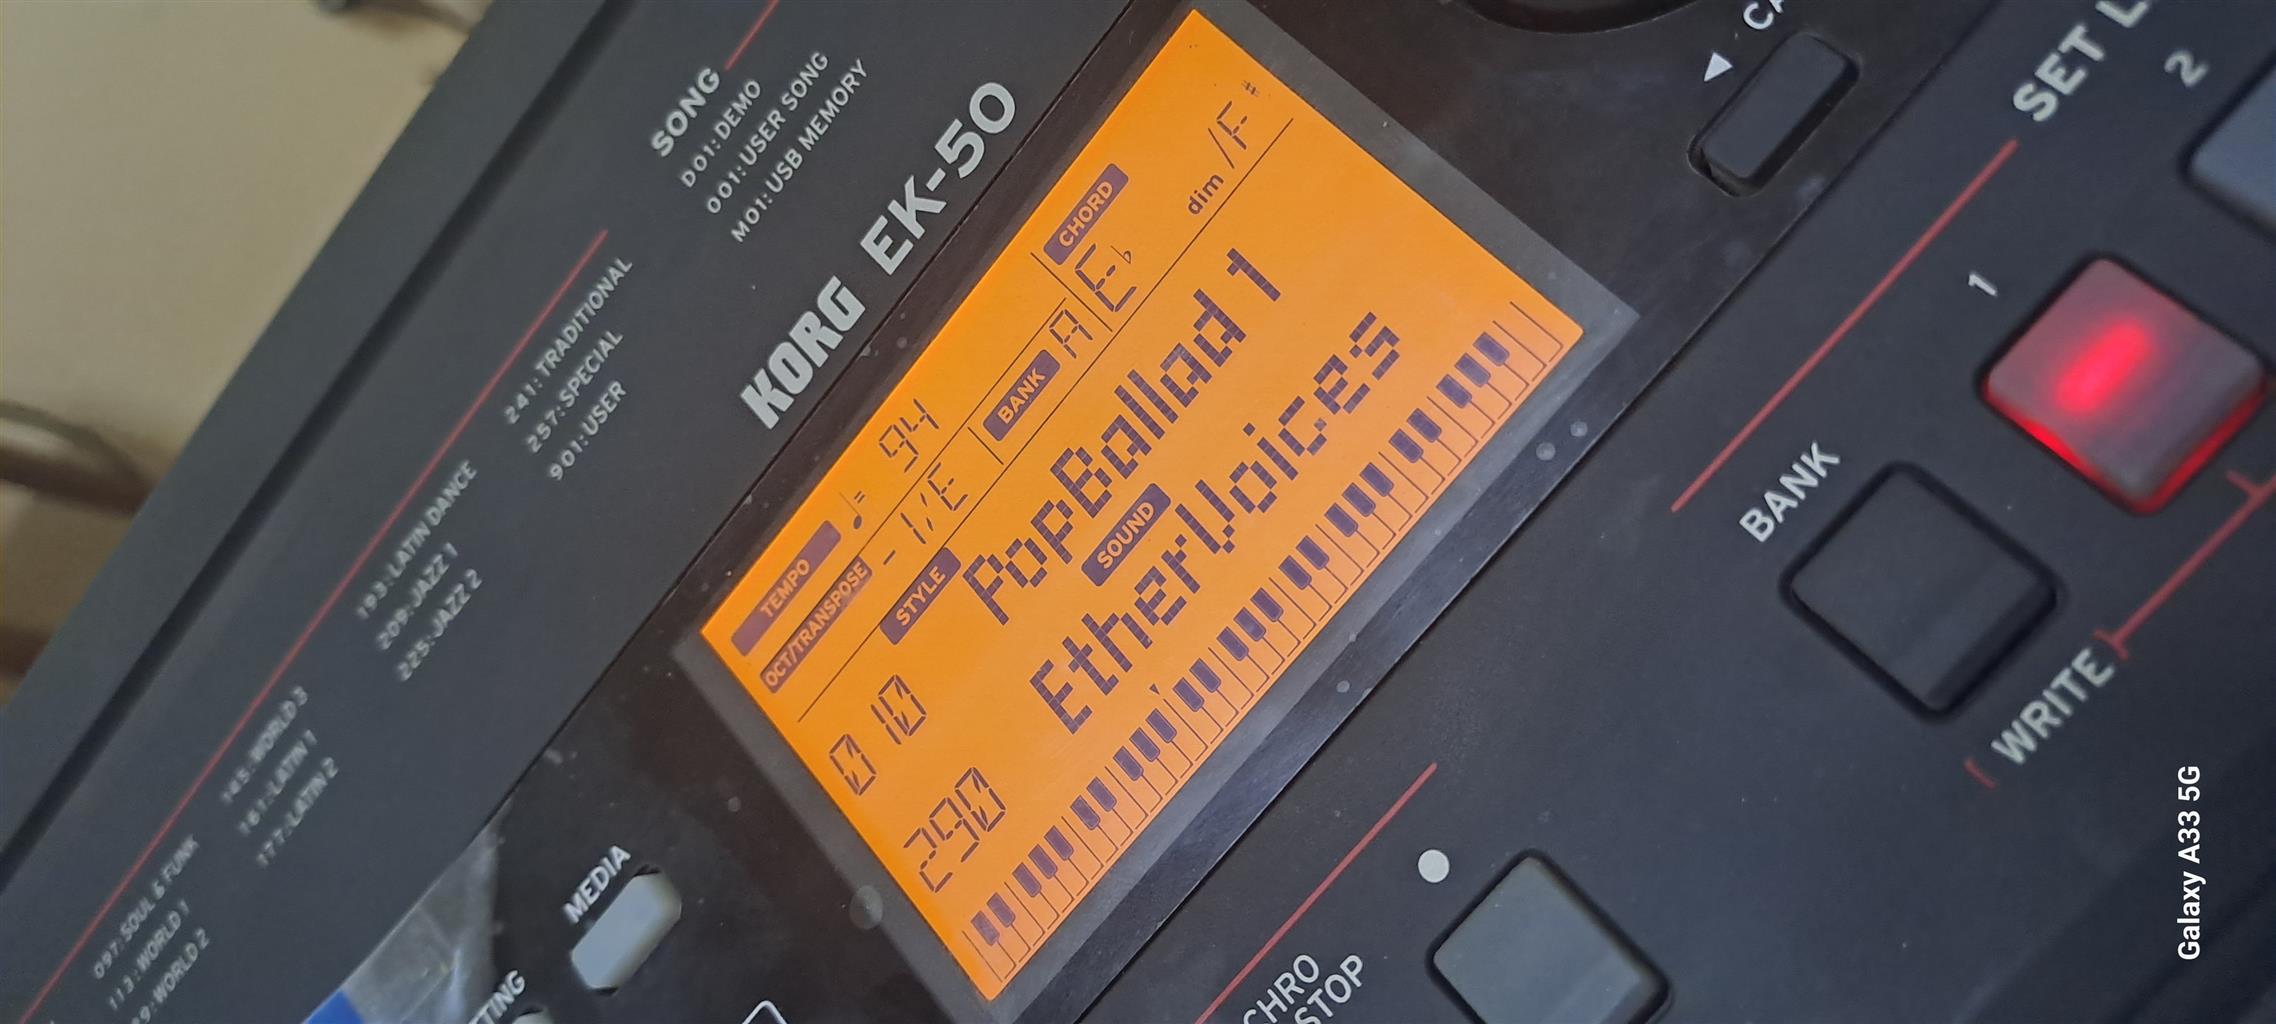 097: SOUL & FUNK
113: WORLD 1
WORLD 2
145: WORLD 3
161: LATIN 1
177: LATIN 2
193: LATIN DANCE
209: JAZZ 1
225: JAZZ 2
241: TRADITIONAL
257: SPECIAL
901: USER
SONG
D01: DEMO
001: USER SONG
M01: USB MEMORY
KORG EK-50
TEMPO ♩= 94
OCT/TRANSPOSE -1/E
BANK A
CHORD
E♭dim/F#
STYLE
010 PopBallad 1
SOUND
290 EtherVoices
MEDIA
SET
1
2
BANK
WRITE
STOP
Galaxy A33 5G